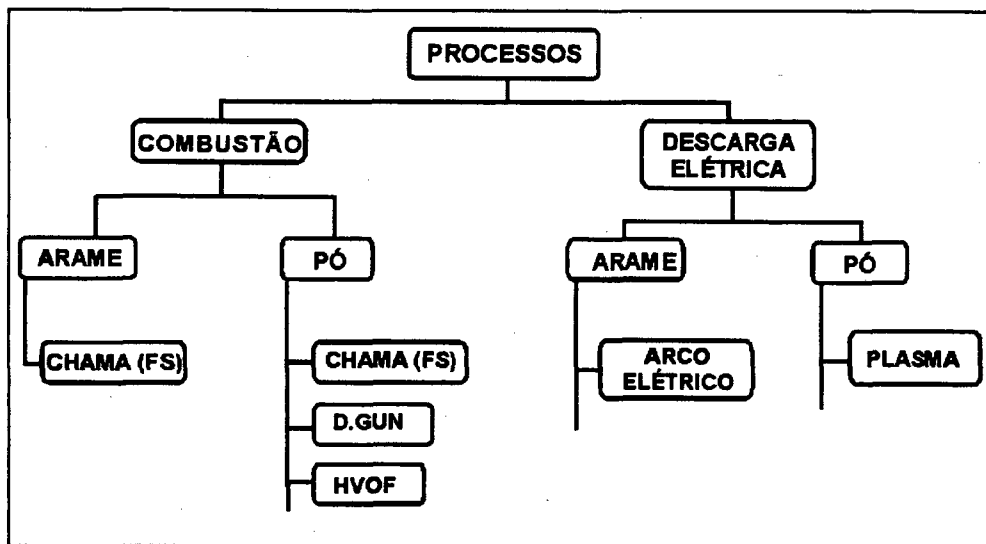 PROCESSOS
COMBUSTÃO
DESCARGA
ELÉTRICA
ARAME
PÓ
ARAME
PÓ
CHAMA (FS)
CHAMA (FS)
D.GUN
HVOF
ARCO
ELÉTRICO
PLASMA